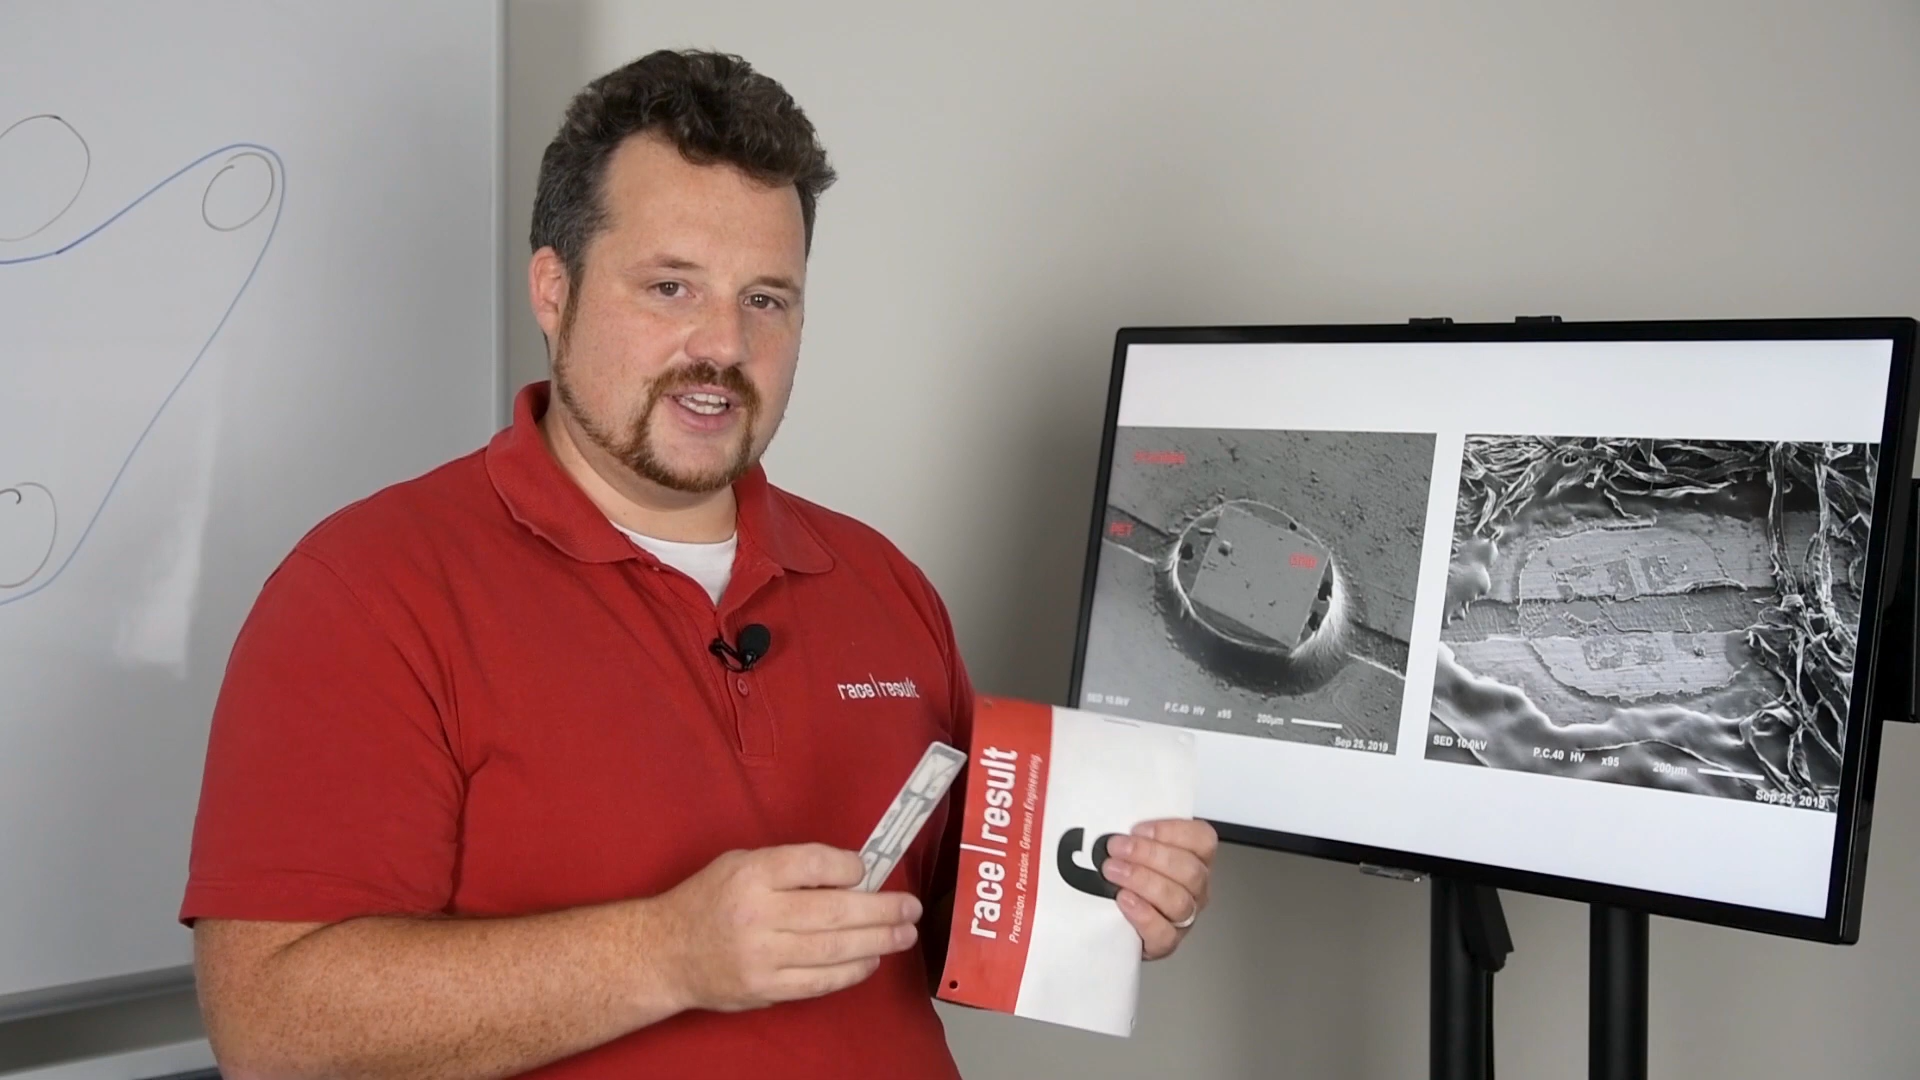 race|result
race|result
Precision. Passion. German Engineering.
6
PET
SED 10.0kV P.C.40 HV x95 200µm
Sep 25, 2019
SED 10.0kV P.C.40 HV x95 200µm
Sep 25, 2019